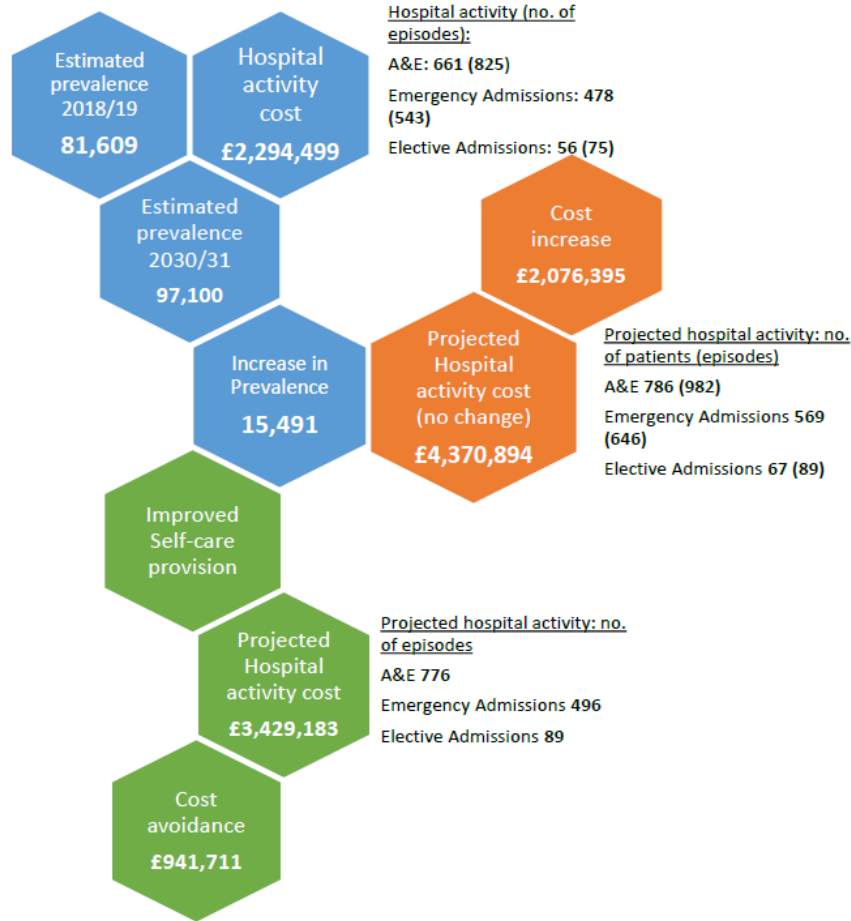 Estimated
prevalence
2018/19
81,609
Hospital
activity
cost
£2,294,499
Hospital activity (no. of
episodes):
A&E: 661 (825)
Emergency Admissions: 478
(543)
Elective Admissions: 56 (75)
Estimated
prevalence
2030/31
97,100
Cost
increase
£2,076,395
Increase in
Prevalence
15,491
Projected
Hospital
activity cost
(no change)
£4,370,894
Projected hospital activity: no.
of patients (episodes)
A&E 786 (982)
Emergency Admissions 569
(646)
Elective Admissions 67 (89)
Improved
Self-care
provision
Projected
Hospital
activity cost
£3,429,183
Projected hospital activity: no.
of episodes
A&E 776
Emergency Admissions 496
Elective Admissions 89
Cost
avoidance
£941,711